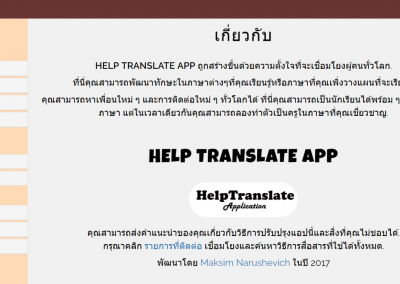 เกี่ยวกับ
HELP TRANSLATE APP ถูกสร้างขึ้นด้วยความตั้งใจที่จะเชื่อมโยงผู้คนทั่วโลก.
ที่นี่คุณสามารถพัฒนาทักษะในภาษาต่างๆที่คุณเรียนรู้หรือภาษาที่คุณเพิ่งวางแผนที่จะเรี
คุณสามารถหาเพื่อนใหม่ ๆ และการติดต่อใหม่ ๆ ทั่วโลกได้ ที่นี่คุณสามารถเป็นนักเรียนได้พร้อม ๆ
ภาษา แต่ในเวลาเดียวกันคุณสามารถลองทำตัวเป็นครูในภาษาที่คุณเชี่ยวชาญ.
HELP TRANSLATE APP
HelpTranslate
Application
คุณสามารถส่งคำแนะนำของคุณเกี่ยวกับวิธีการปรับปรุงแอปนี้และสิ่งที่คุณไม่ชอบได้.
กรุณาคลิก รายการที่ติดต่อ เชื่อมโยงและค้นหาวิธีการสื่อสารที่ใช้ได้ทั้งหมด.
พัฒนาโดย Maksim Narushevich ในปี 2017